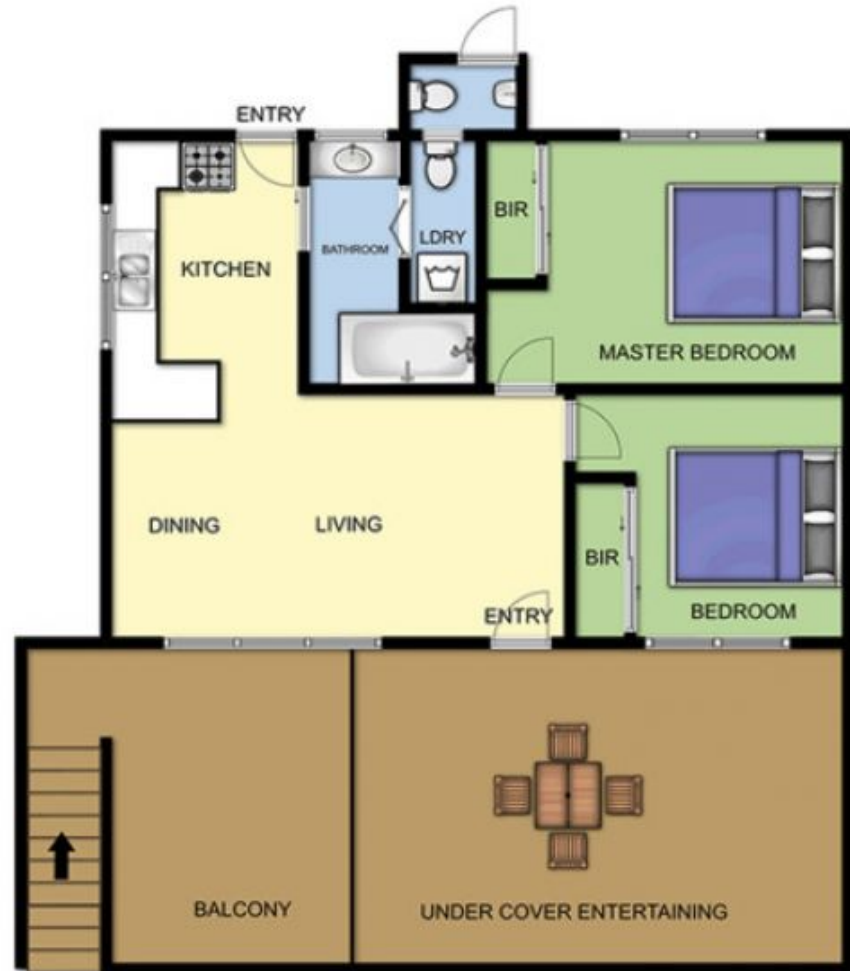 ENTRY
BIR
LDRY
BATHROOM
KITCHEN
MASTER BEDROOM
DINING
LIVING
BIR
ENTRY
BEDROOM
BALCONY
UNDER COVER ENTERTAINING